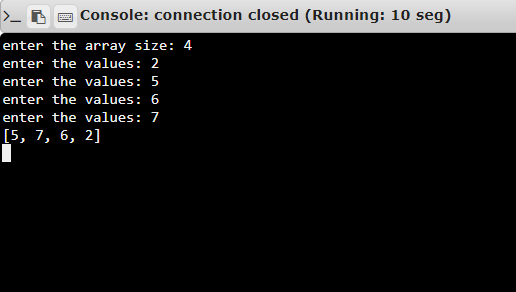 Console: connection closed (Running: 10 seg)
enter the array size: 4
enter the values: 2
enter the values: 5
enter the values: 6
enter the values: 7
[5, 7, 6, 2]